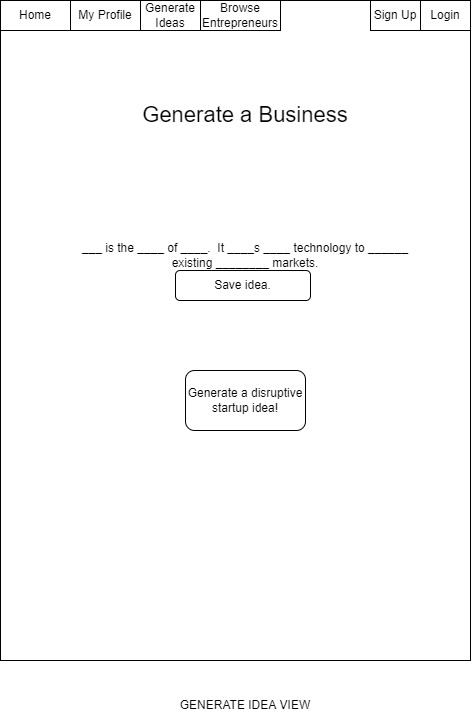 Home
My Profile
Generate
Ideas
Browse
Entrepreneurs
Sign Up
Login
Generate a Business
___ is the ____ of ____.  It ____s ____ technology to ______
existing ________ markets.
Save idea.
Generate a disruptive
startup idea!
GENERATE IDEA VIEW